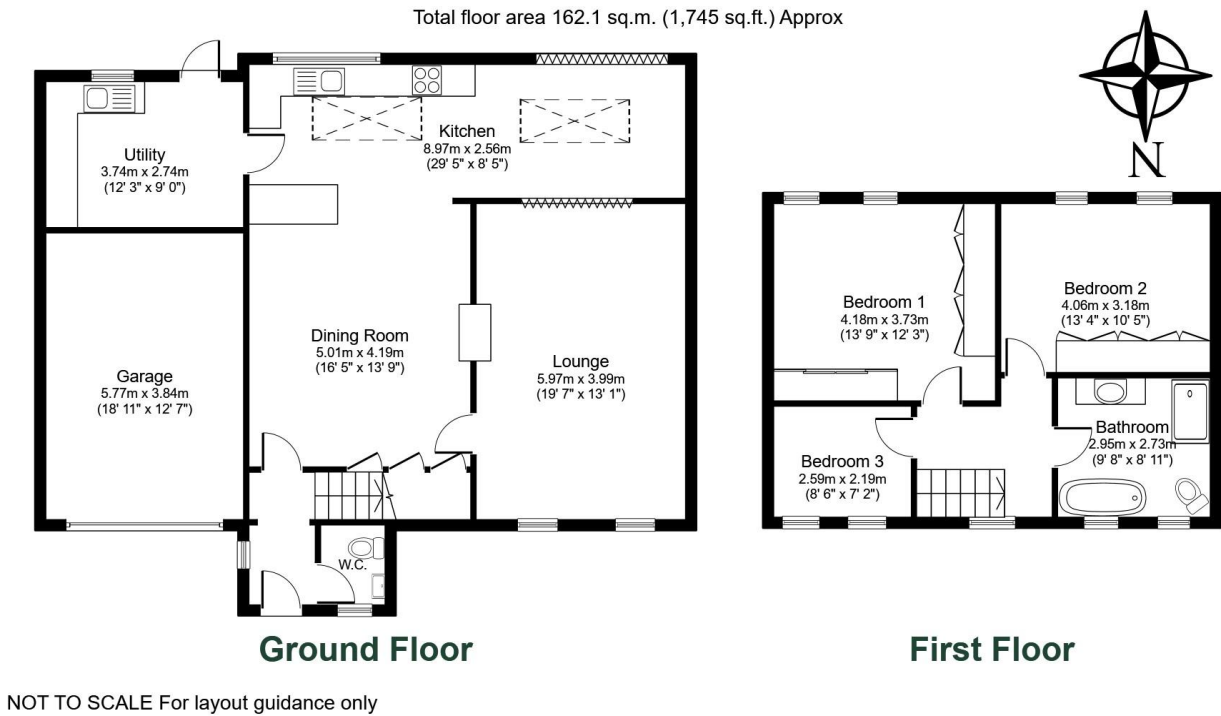 Total floor area 162.1 sq.m. (1,745 sq.ft.) Approx
N
Kitchen
8.97m x 2.56m
(29' 5" x 8' 5")
Utility
3.74m x 2.74m
(12' 3" x 9' 0")
Dining Room
5.01m x 4.19m
(16' 5" x 13' 9")
Lounge
5.97m x 3.99m
(19' 7" x 13' 1")
Garage
5.77m x 3.84m
(18' 11" x 12' 7")
W.C.
Ground Floor
Bedroom 1
4.18m x 3.73m
(13' 9" x 12' 3")
Bedroom 2
4.06m x 3.18m
(13' 4" x 10' 5")
Bathroom
2.95m x 2.73m
(9' 8" x 8' 11")
Bedroom 3
2.59m x 2.19m
(8' 6" x 7' 2")
First Floor
NOT TO SCALE For layout guidance only